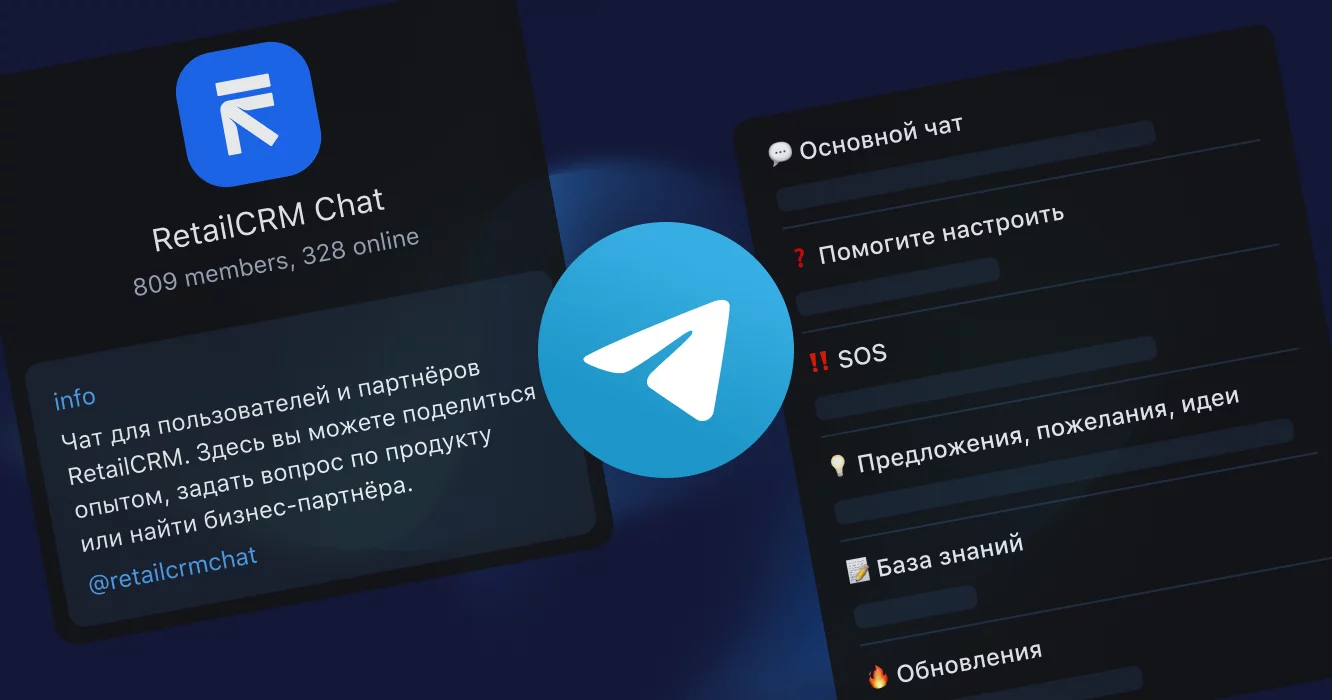 RetailCRM Chat
809 members, 328 online
info
Чат для пользователей и партнёров
RetailCRM. Здесь вы можете поделиться
опытом, задать вопрос по продукту
или найти бизнес-партнёра.
@retailcrmchat
💬 Основной чат
❓ Помогите настроить
‼️ SOS
💡 Предложения, пожелания, идеи
📝 База знаний
🔥 Обновления